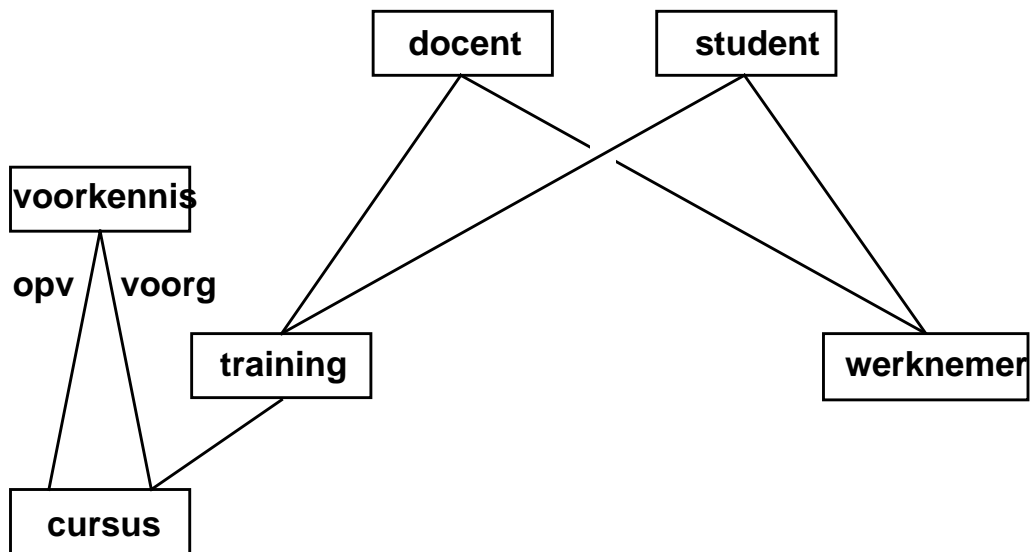 docent
student
voorkennis
opv
voorg
training
werknemer
cursus